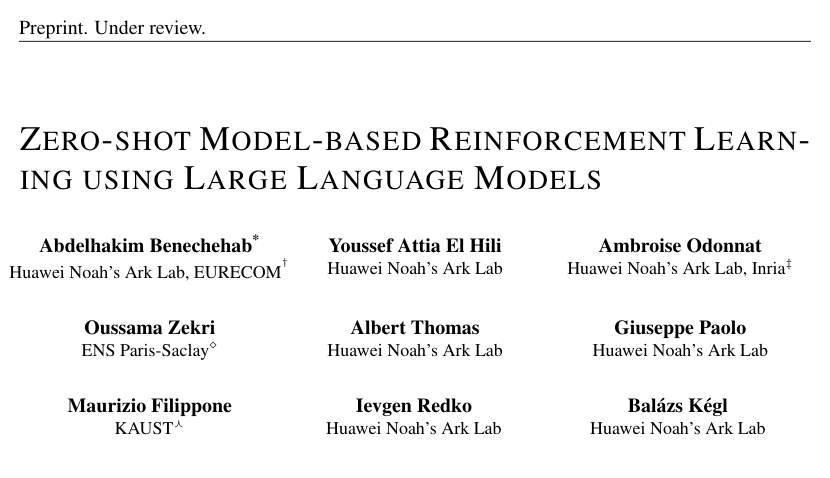 Preprint. Under review.
ZERO-SHOT MODEL-BASED REINFORCEMENT LEARN-
ING USING LARGE LANGUAGE MODELS
Abdelhakim Benechehab* Youssef Attia El Hili Ambroise Odonnat
Huawei Noah's Ark Lab, EURECOM† Huawei Noah's Ark Lab Huawei Noah's Ark Lab, Inria‡
Oussama Zekri Albert Thomas Giuseppe Paolo
ENS Paris-Saclay◇ Huawei Noah's Ark Lab Huawei Noah's Ark Lab
Maurizio Filippone Ievgen Redko Balázs Kégl
KAUST⅄ Huawei Noah's Ark Lab Huawei Noah's Ark Lab